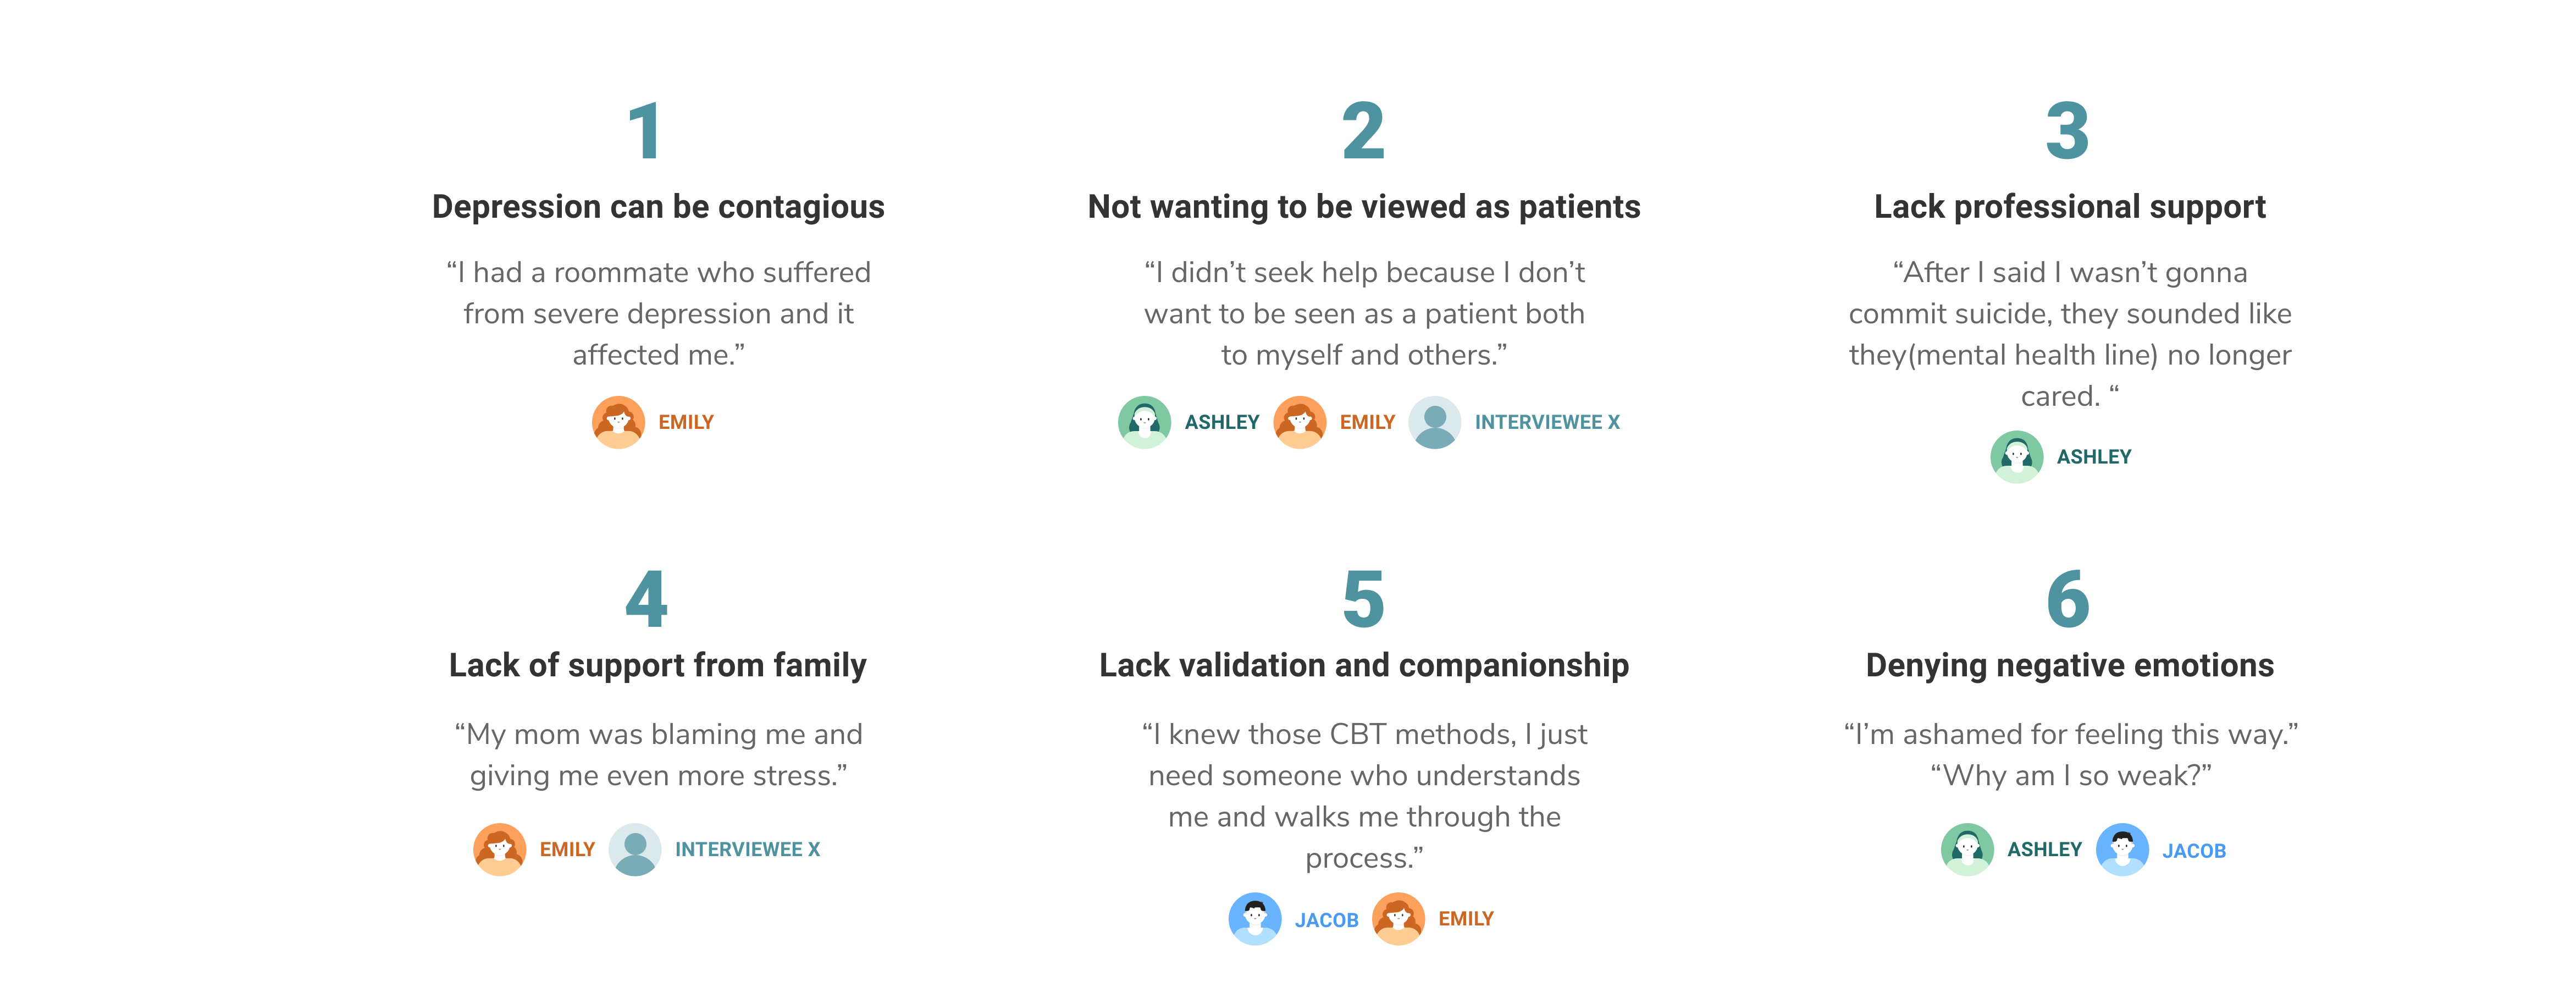 1
Depression can be contagious
“I had a roommate who suffered
from severe depression and it
affected me.”
EMILY
2
Not wanting to be viewed as patients
“I didn’t seek help because I don’t
want to be seen as a patient both
to myself and others.”
ASHLEY EMILY INTERVIEWEE X
3
Lack professional support
“After I said I wasn’t gonna
commit suicide, they sounded like
they(mental health line) no longer
cared. “
ASHLEY
4
Lack of support from family
“My mom was blaming me and
giving me even more stress.”
EMILY INTERVIEWEE X
5
Lack validation and companionship
“I knew those CBT methods, I just
need someone who understands
me and walks me through the
process.”
JACOB EMILY
6
Denying negative emotions
“I’m ashamed for feeling this way.”
“Why am I so weak?”
ASHLEY JACOB